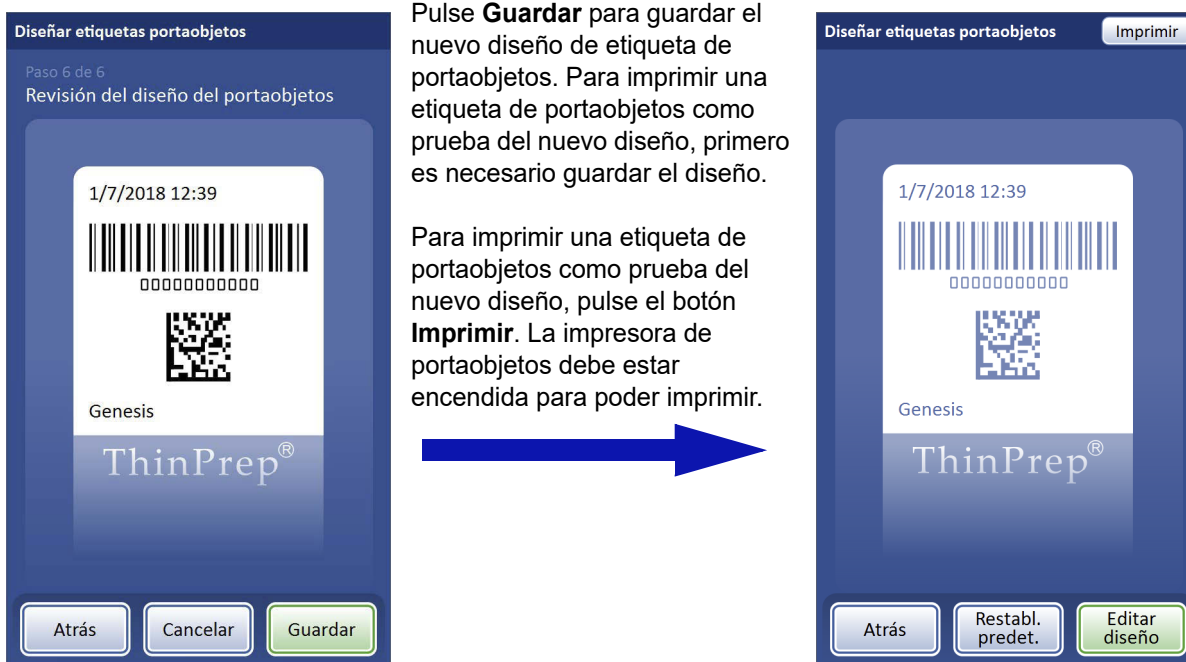 Diseñar etiquetas portaobjetos
Paso 6 de 6
Revisión del diseño del portaobjetos
1/7/2018 12:39
00000000000
Genesis
ThinPrep®
Atrás
Cancelar
Guardar
Pulse Guardar para guardar el
nuevo diseño de etiqueta de
portaobjetos. Para imprimir una
etiqueta de portaobjetos como
prueba del nuevo diseño, primero
es necesario guardar el diseño.
Para imprimir una etiqueta de
portaobjetos como prueba del
nuevo diseño, pulse el botón
Imprimir. La impresora de
portaobjetos debe estar
encendida para poder imprimir.
Diseñar etiquetas portaobjetos
Imprimir
1/7/2018 12:39
00000000000
Genesis
ThinPrep®
Atrás
Restabl.
predet.
Editar
diseño